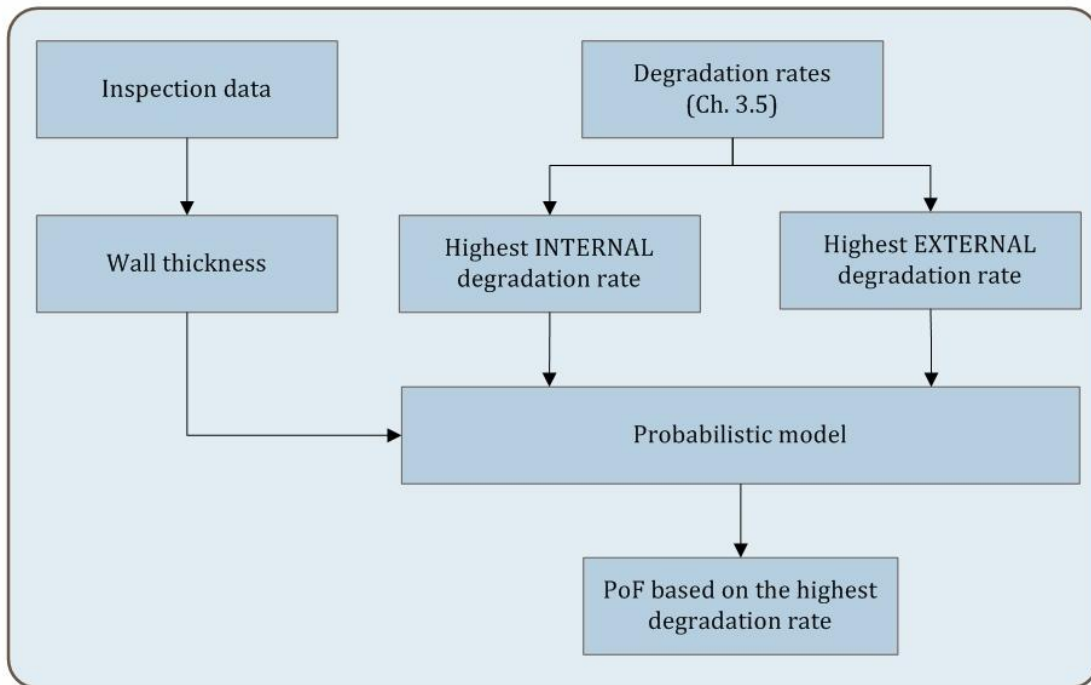 Inspection data
Degradation rates
(Ch. 3.5)
Wall thickness
Highest INTERNAL
degradation rate
Highest EXTERNAL
degradation rate
Probabilistic model
PoF based on the highest
degradation rate